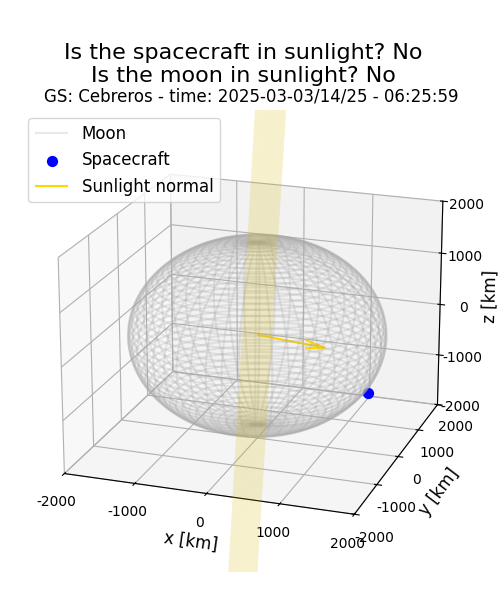 Is the spacecraft in sunlight? No
Is the moon in sunlight? No
GS: Cebreros - time: 2025-03-03/14/25 - 06:25:59
Moon
Spacecraft
Sunlight normal
2000
1000
0
-1000
-2000
z [km]
2000
1000
0
-1000
-2000
y [km]
-2000
-1000
0
1000
2000
x [km]